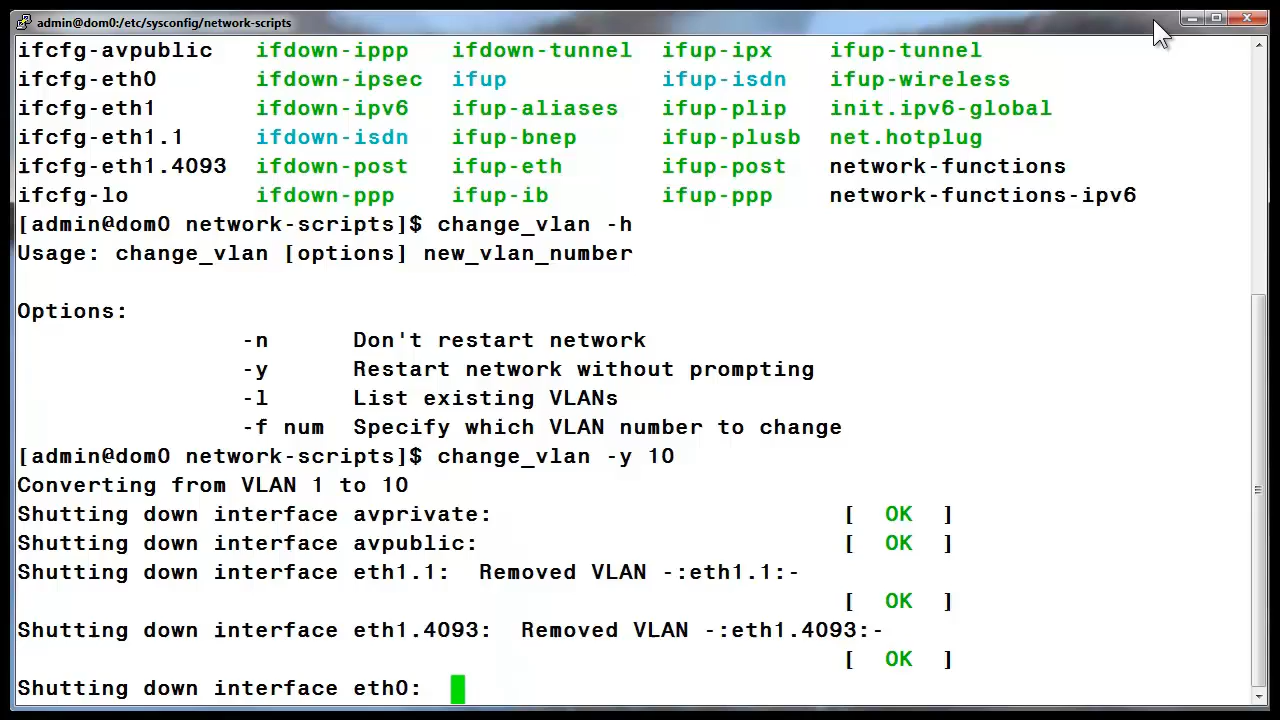 admin@dom0:/etc/sysconfig/network-scripts
ifcfg-avpublic ifdown-ippp ifdown-tunnel ifup-ipx ifup-tunnel
ifcfg-eth0 ifdown-ipsec ifup ifup-isdn ifup-wireless
ifcfg-eth1 ifdown-ipv6 ifup-aliases ifup-plip init.ipv6-global
ifcfg-eth1.1 ifdown-isdn ifup-bnep ifup-plusb net.hotplug
ifcfg-eth1.4093 ifdown-post ifup-eth ifup-post network-functions
ifcfg-lo ifdown-ppp ifup-ib ifup-ppp network-functions-ipv6
[admin@dom0 network-scripts]$ change_vlan -h
Usage: change_vlan [options] new_vlan_number
Options:
-n Don't restart network
-y Restart network without prompting
-l List existing VLANs
-f num Specify which VLAN number to change
[admin@dom0 network-scripts]$ change_vlan -y 10
Converting from VLAN 1 to 10
Shutting down interface avprivate: [ OK ]
Shutting down interface avpublic: [ OK ]
Shutting down interface eth1.1: Removed VLAN -:eth1.1:-
[ OK ]
Shutting down interface eth1.4093: Removed VLAN -:eth1.4093:-
[ OK ]
Shutting down interface eth0: